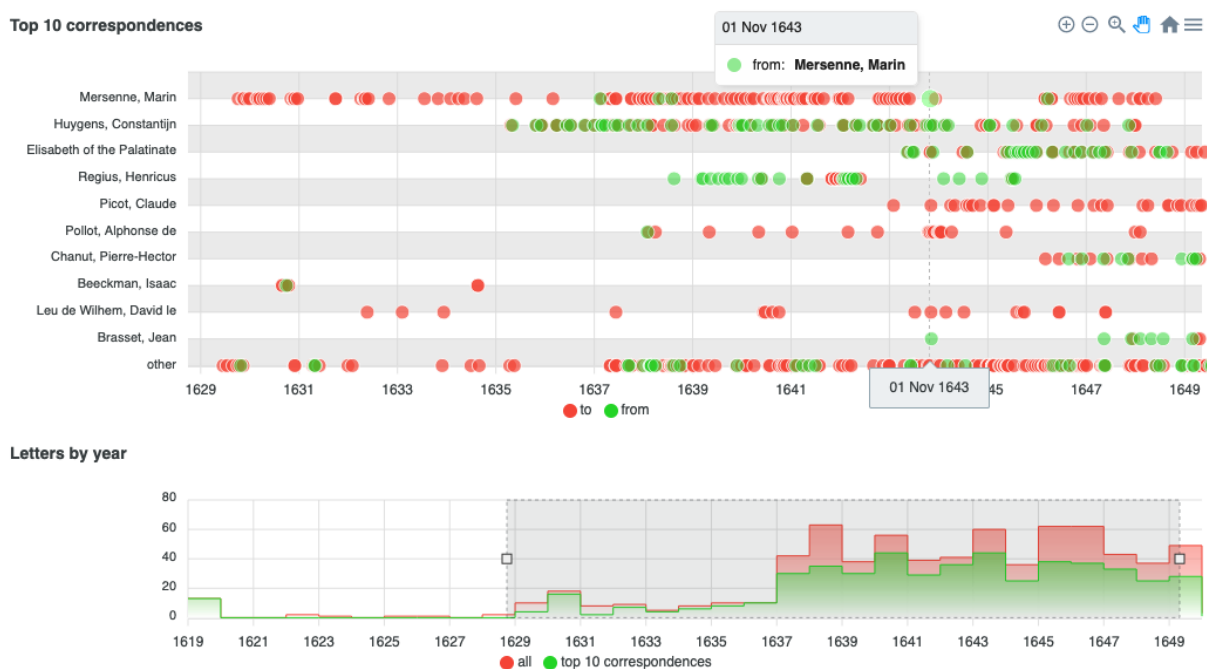 Top 10 correspondences
01 Nov 1643
from: Mersenne, Marin
Mersenne, Marin
Huygens, Constantijn
Elisabeth of the Palatinate
Regius, Henricus
Picot, Claude
Pollot, Alphonse de
Chanut, Pierre-Hector
Beeckman, Isaac
Leu de Wilhem, David le
Brasset, Jean
other
1629 1631 1633 1635 1637 1639 1641 1645 1647 1649
01 Nov 1643
to from
Letters by year
80
60
40
20
0
1619 1621 1623 1625 1627 1629 1631 1633 1635 1637 1639 1641 1643 1645 1647 1649
all top 10 correspondences